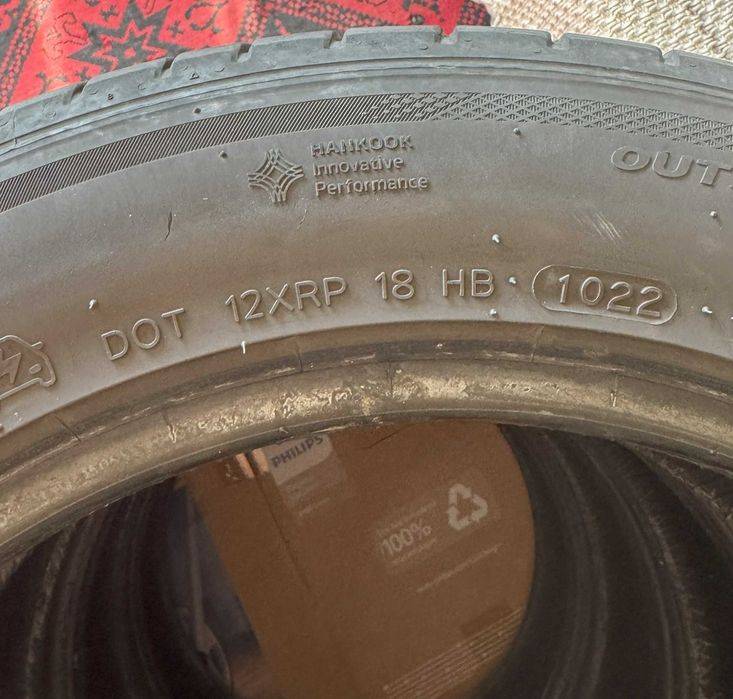 HANKOOK
Innovative
Performance
OUT
DOT 12XRP 18 HB 1022
PHILIPS
100%